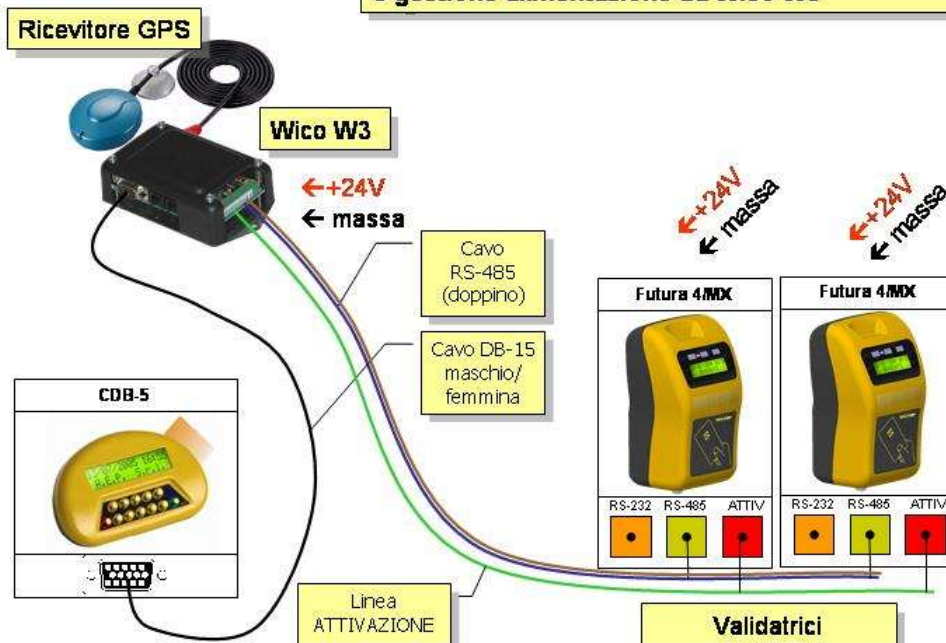 Ricevitore GPS
Wico W3
←+24V
← massa
Cavo
RS-485
(doppino)
Cavo DB-15
maschio/
femmina
CDB-5
A.E.P. S.r.l.
Linea
ATTIVAZIONE
←+24V
← massa
Futura 4/MX
RS-232 RS-485 ATTIV
←+24V
← massa
Futura 4/MX
RS-232 RS-485 ATTIV
Validatrici